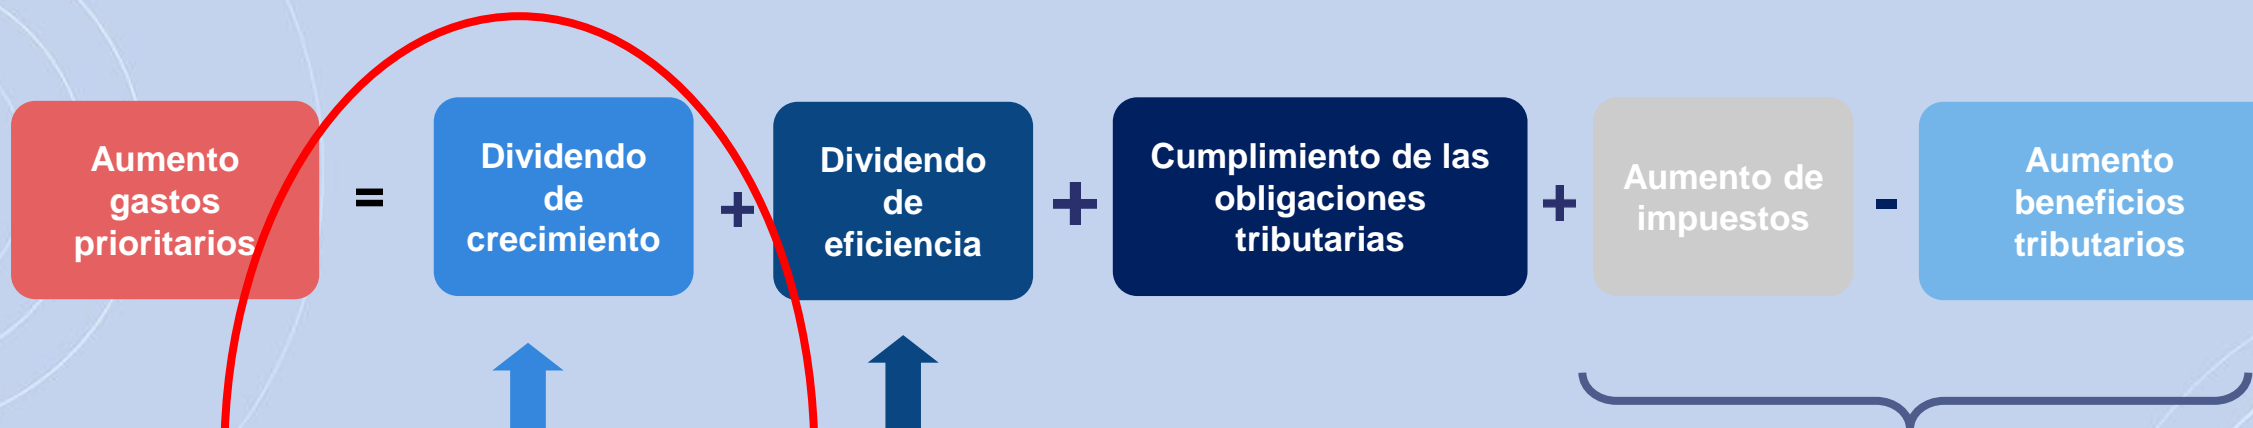 Aumento
gastos
prioritarios
=
Dividendo
de
crecimiento
+
Dividendo
de
eficiencia
+
Cumplimiento de las
obligaciones
tributarias
+
Aumento de
impuestos
-
Aumento
beneficios
tributarios